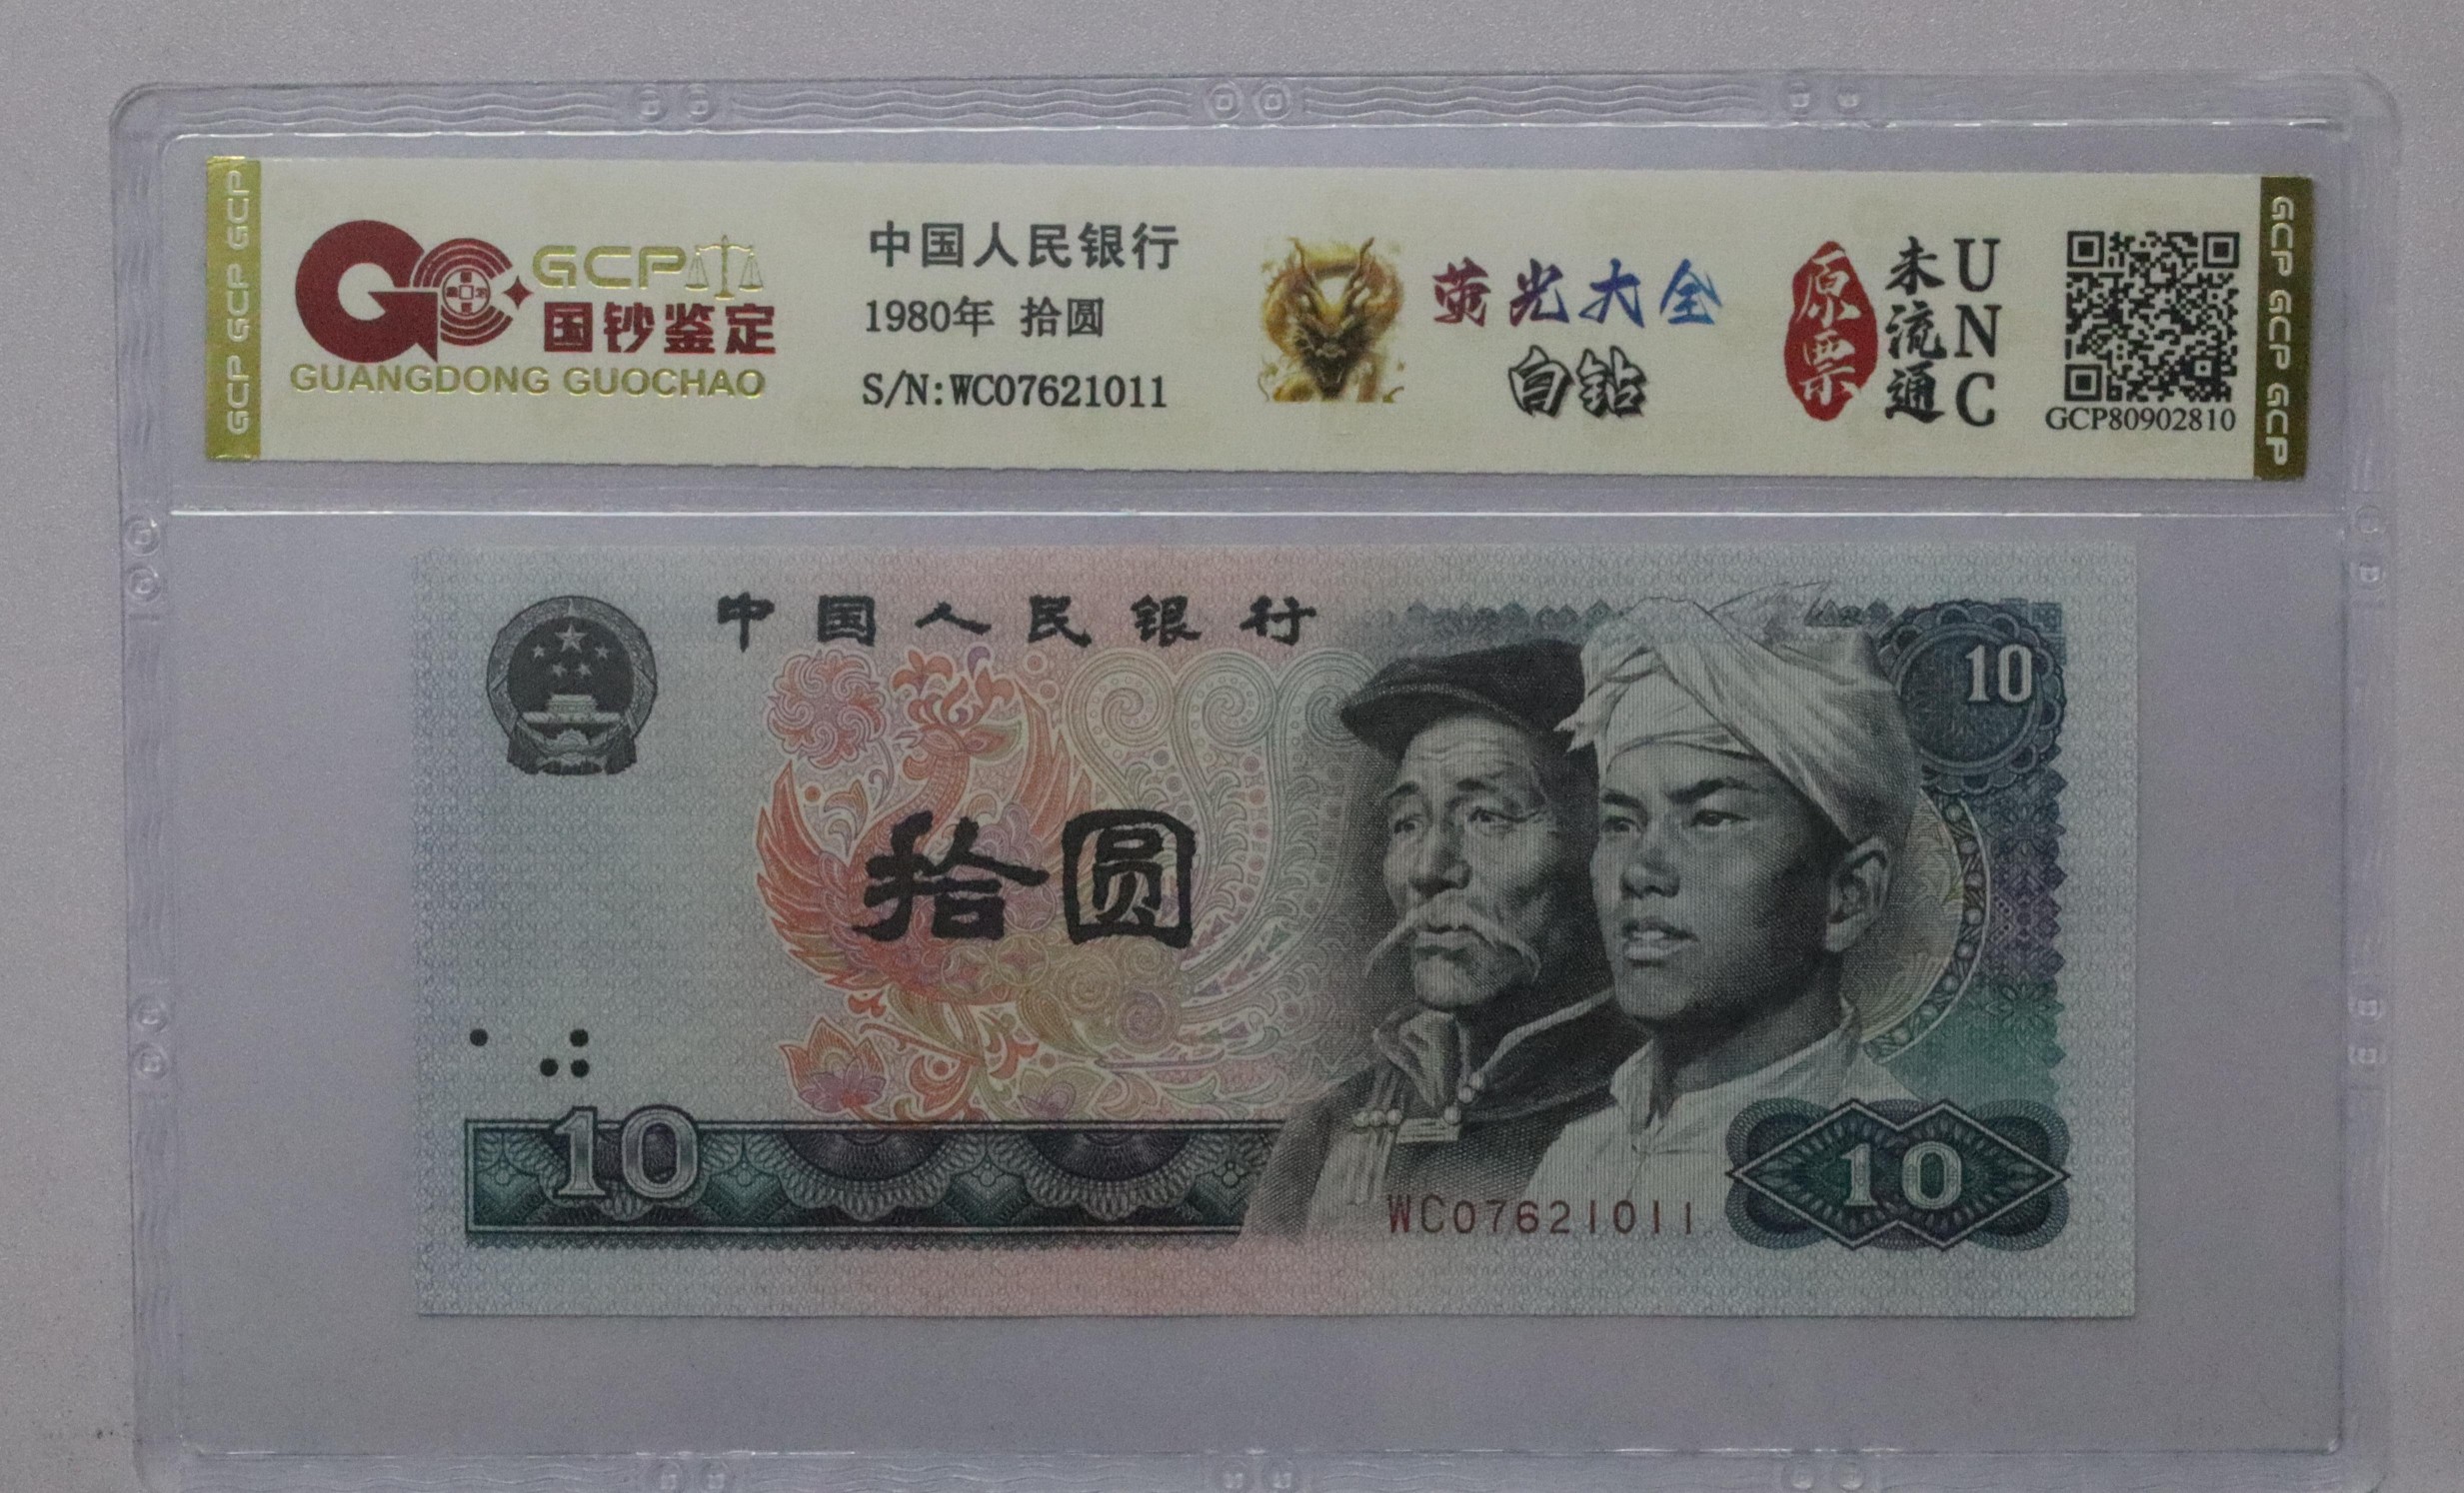 GCP GCP GCP
GCP
国钞鉴定
GUANGDONG GUOCHAO
中国人民银行
1980年 拾圆
S/N:WC07621011
萤光大全
白钻
原票
未流通
UNC
GCP80902810
GCP GCP GCP
中国人民银行
10
拾圆
10
WC07621011
10